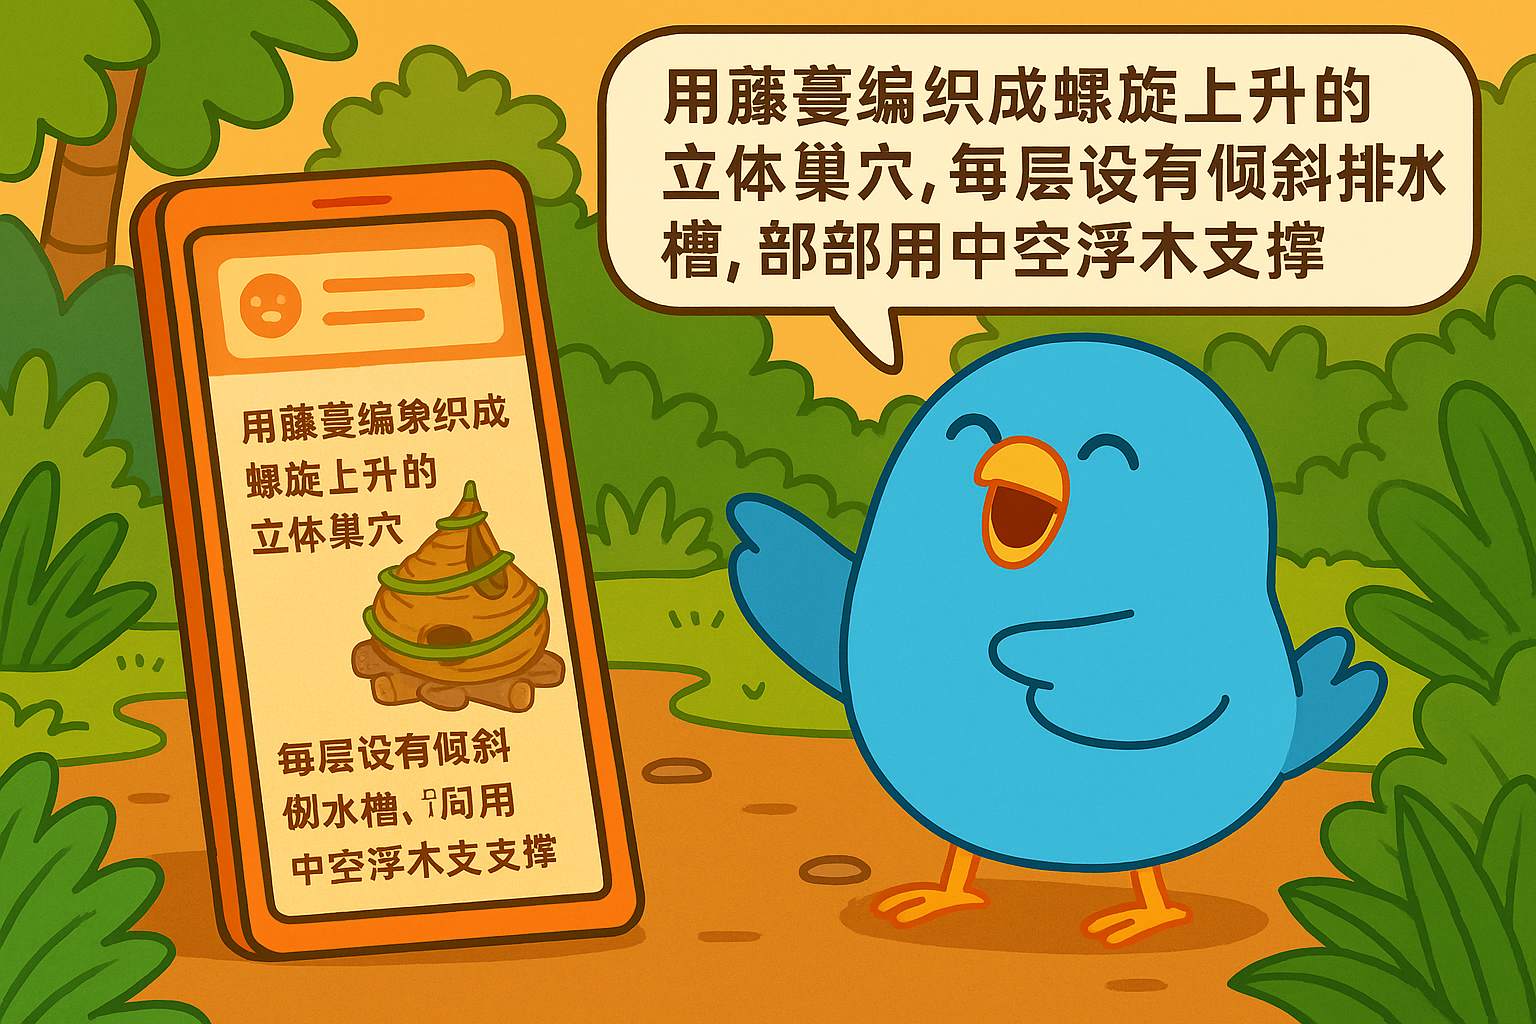 用藤蔓编织成螺旋上升的
立体巢穴,每层设有倾斜排水
槽,部部用中空浮木支撑
用藤蔓编象织成
螺旋上升的
立体巢穴
每层设有倾斜
水槽、用
中空浮木支支撑